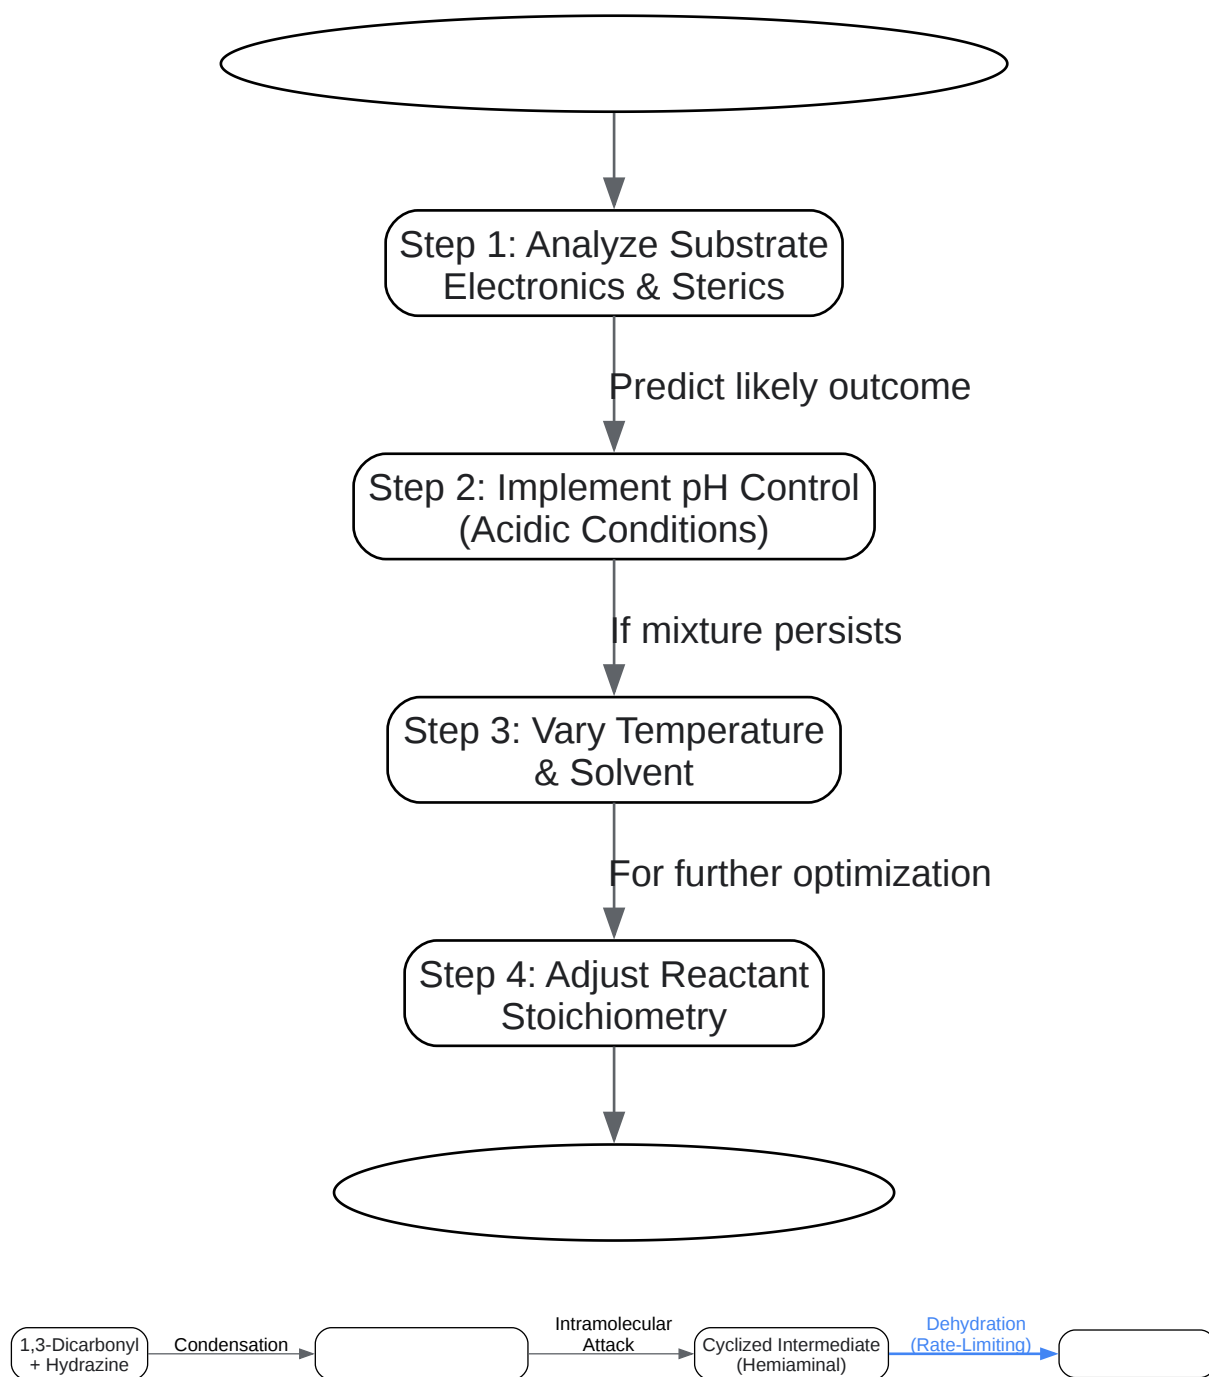 Step 1: Analyze Substrate
Electronics & Sterics
Predict likely outcome
Step 2: Implement pH Control
(Acidic Conditions)
If mixture persists
Step 3: Vary Temperature
& Solvent
For further optimization
Step 4: Adjust Reactant
Stoichiometry
1,3-Dicarbonyl
+ Hydrazine
Condensation
Intramolecular
Attack
Cyclized Intermediate
(Hemiaminal)
Dehydration
(Rate-Limiting)